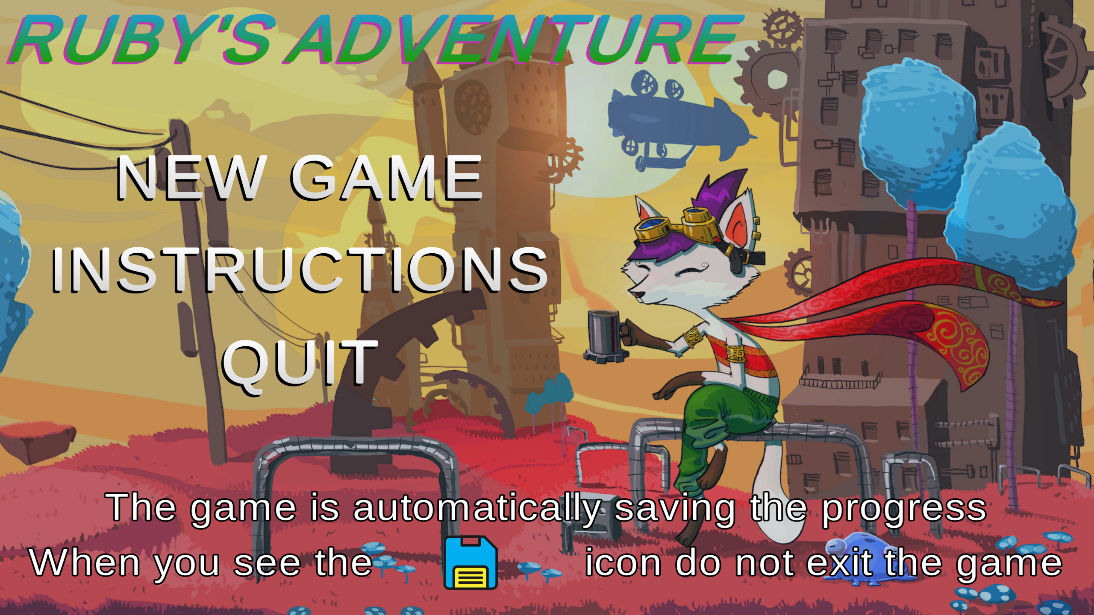 RUBY'S ADVENTURE
NEW GAME
INSTRUCTIONS
QUIT
The game is automatically saving the progress
When you see the icon do not exit the game